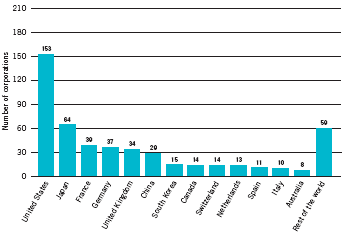 210
180
150
120
90
60
30
0
Number of corporations
153
64
39
37
34
29
15
14
14
13
11
10
8
59
United States
Japan
France
Germany
United Kingdom
China
South Korea
Canada
Switzerland
Netherlands
Spain
Italy
Australia
Rest of the world